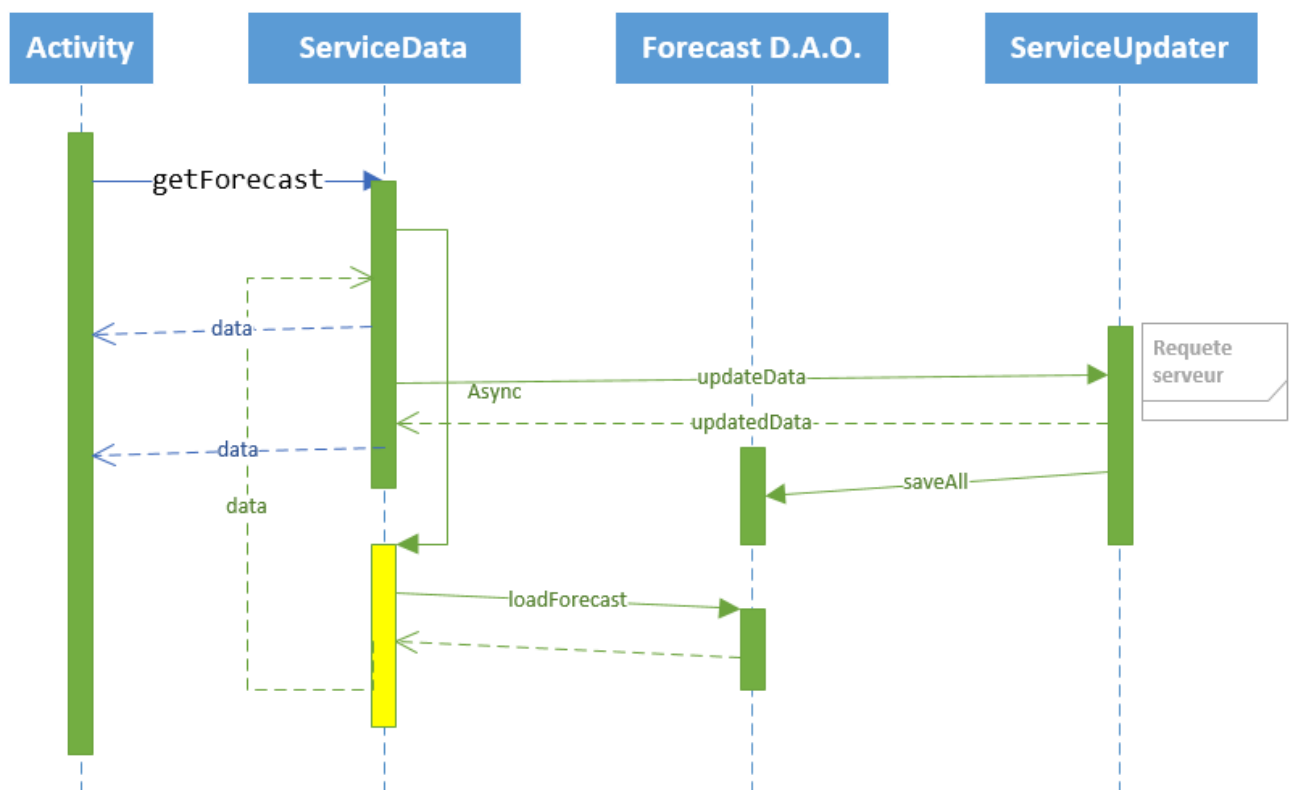 Activity
ServiceData
Forecast D.A.O.
ServiceUpdater
getForecast
data
Requete
serveur
updateData
Async
updatedData
data
saveAll
data
loadForecast